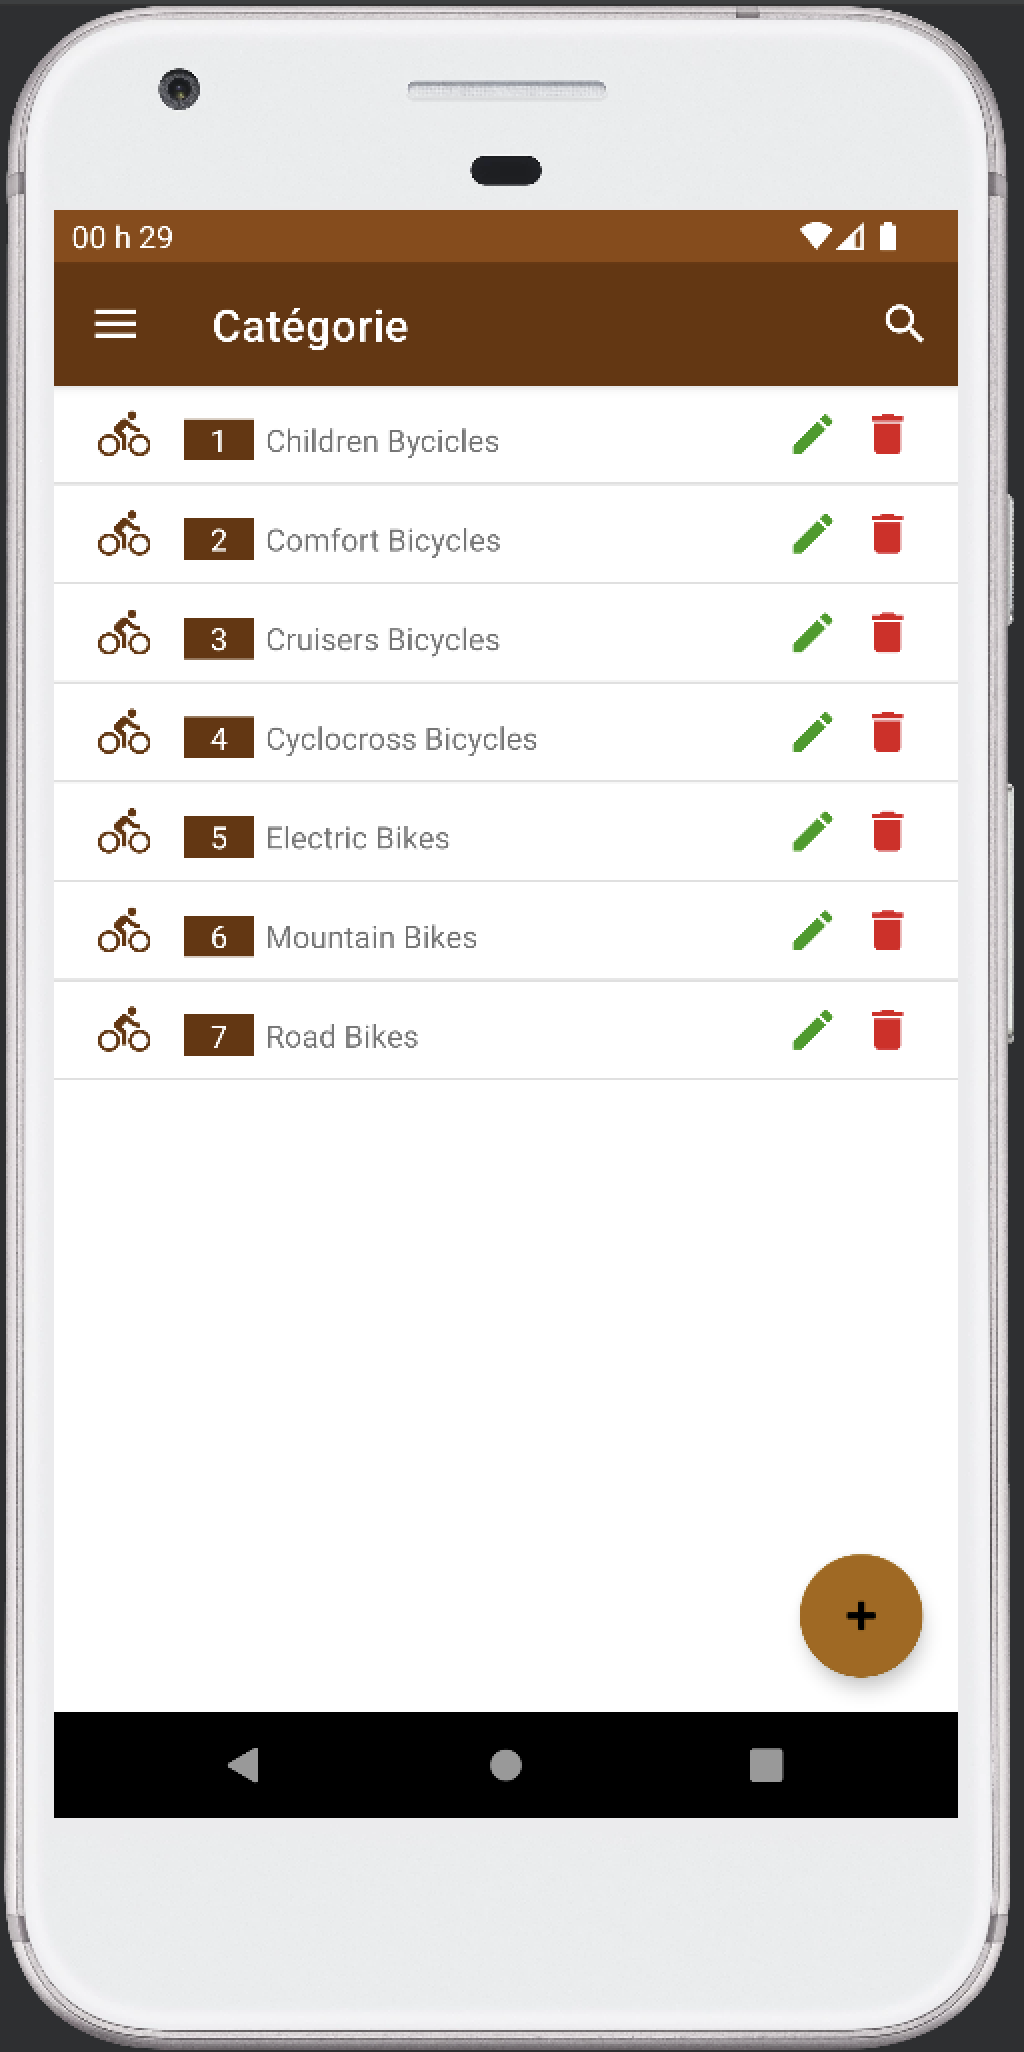 00 h 29
Catégorie
1 Children Bycicles
2 Comfort Bicycles
3 Cruisers Bicycles
4 Cyclocross Bicycles
5 Electric Bikes
6 Mountain Bikes
7 Road Bikes
+